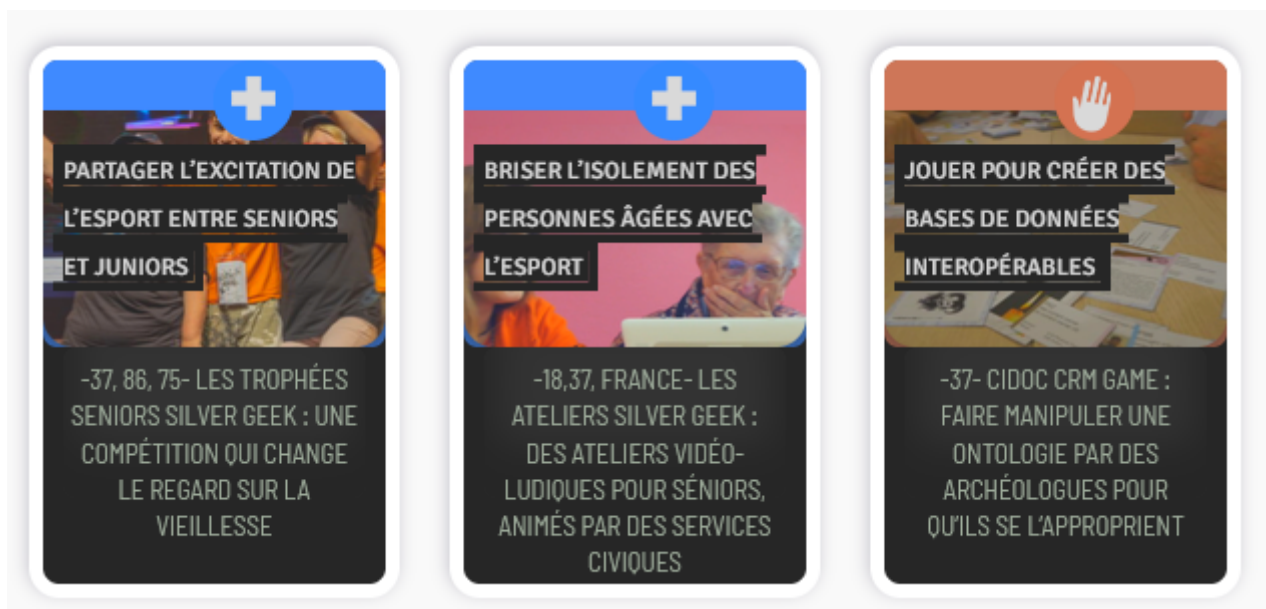 PARTAGER L’EXCITATION DE
L’ESPORT ENTRE SENIORS
ET JUNIORS
-37, 86, 75- LES TROPHÉES
SENIORS SILVER GEEK : UNE
COMPÉTITION QUI CHANGE
LE REGARD SUR LA
VIEILLESSE
BRISER L’ISOLEMENT DES
PERSONNES ÂGÉES AVEC
L’ESPORT
-18,37, FRANCE- LES
ATELIERS SILVER GEEK :
DES ATELIERS VIDÉO-
LUDIQUES POUR SÉNIORS,
ANIMÉS PAR DES SERVICES
CIVIQUES
JOUER POUR CRÉER DES
BASES DE DONNÉES
INTEROPÉRABLES
-37- CIDOC CRM GAME :
FAIRE MANIPULER UNE
ONTOLOGIE PAR DES
ARCHÉOLOGUES POUR
QU’ILS SE L’APPROPRIENT